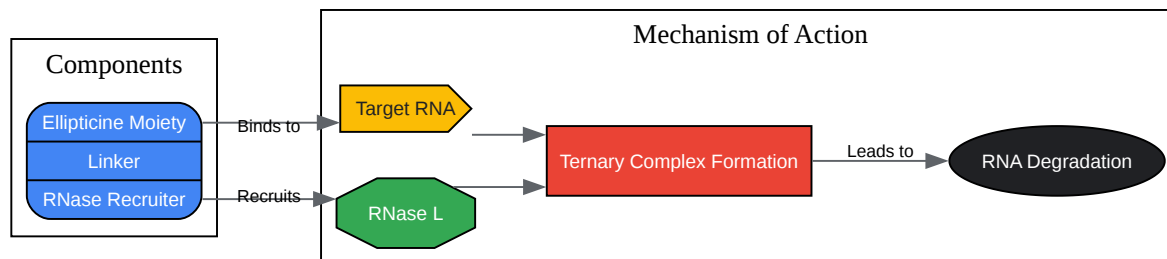 Components
Ellipticine Moiety
Linker
RNase Recruiter
Binds to
Recruits
Mechanism of Action
Target RNA
RNase L
Ternary Complex Formation
Leads to
RNA Degradation